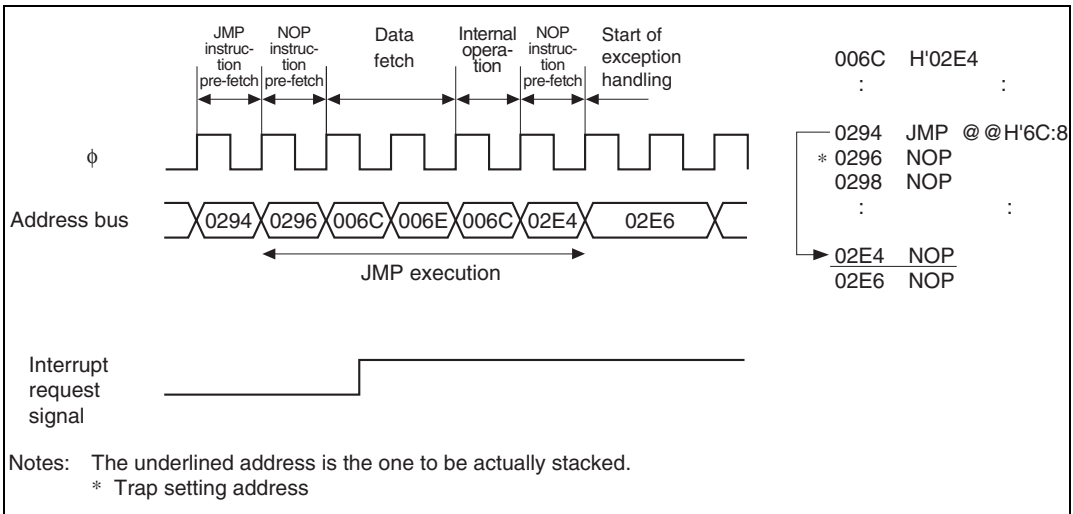 JMP instruc-tion pre-fetch
NOP instruc-tion pre-fetch
Data fetch
Internal opera-tion
NOP instruc-tion pre-fetch
Start of exception handling
φ
Address bus
0294 0296 006C 006E 006C 02E4 02E6
JMP execution
Interrupt request signal
006C H'02E4
: :
0294 JMP @@H'6C:8
* 0296 NOP
0298 NOP
: :
02E4 NOP
02E6 NOP
Notes: The underlined address is the one to be actually stacked.
* Trap setting address